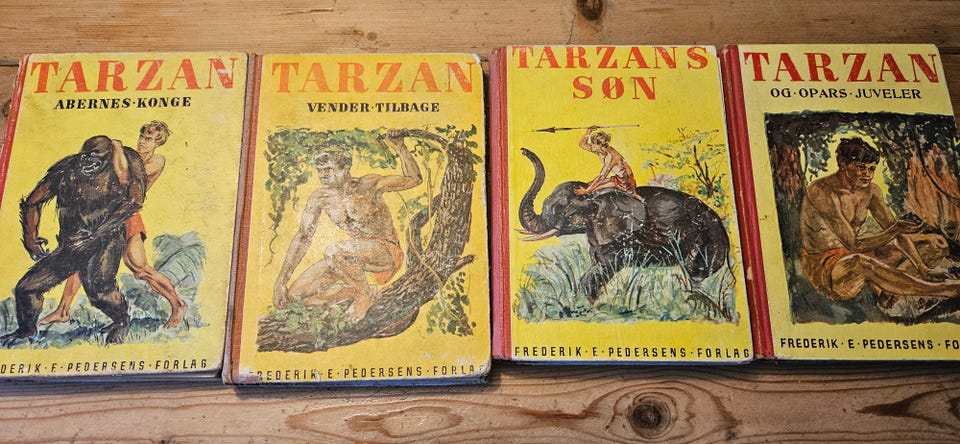 TARZAN
ABERNES·KONGE
FREDERIK·E·PEDERSENS·FORLAG
TARZAN
VENDER·TILBAGE
FREDERIK·E·PEDERSENS·FORLAG
TARZANS
SØN
FREDERIK·E·PEDERSENS·FORLAG
TARZAN
OG·OPARS·JUVELER
FREDERIK·E·PEDERSENS·FO